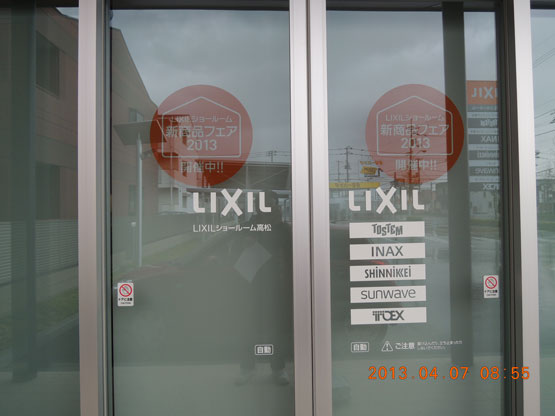 LIXILショールーム
新商品フェア
2013
開催中!!
LIXIL
LIXILショールーム高松
自動
LIXILショールーム
新商品フェア
2013
開催中!!
LIXIL
TOSTEM
INAX
SHINNIKKEI
sunwave
TOEX
自動
ご注意
2013.04.07 08:55